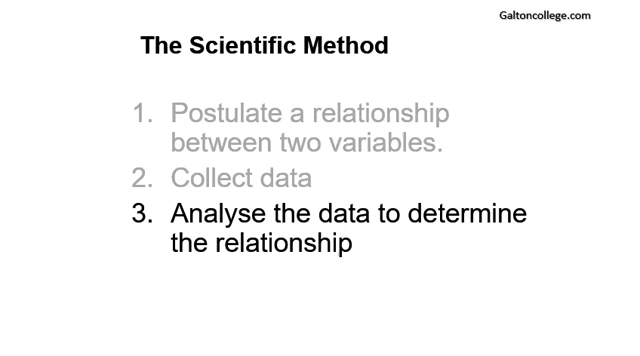 Galtoncollege.com
The Scientific Method
1. Postulate a relationship
between two variables.
2. Collect data
3. Analyse the data to determine
the relationship